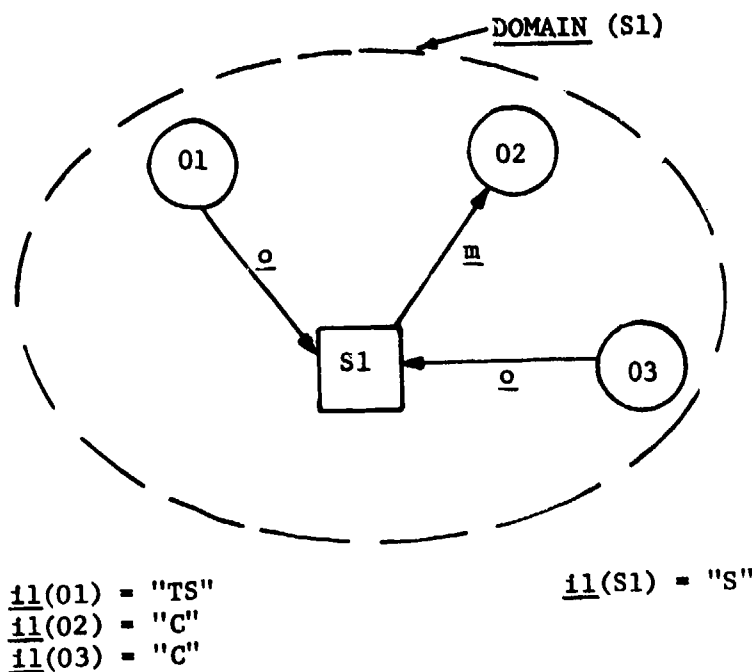 DOMAIN (S1)
O1
O2
o
m
S1
o
O3
il(O1) = "TS"
il(O2) = "C"
il(O3) = "C"
il(S1) = "S"